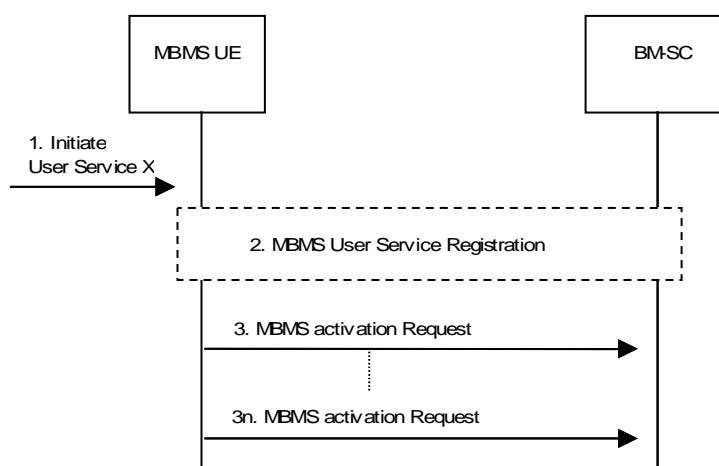 MBMS UE
BM-SC
1. Initiate
User Service X
2. MBMS User Service Registration
3. MBMS activation Request
3n. MBMS activation Request